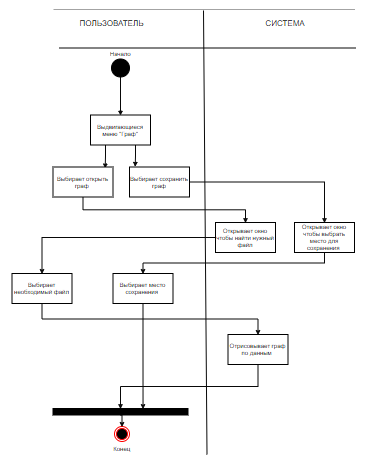 ПОЛЬЗОВАТЕЛЬ
СИСТЕМА
Начало
Выдвигающиеся
меню "Граф"
Выбирает открыть
граф
Выбирает сохранить
граф
Открывает окно
чтобы найти нужный
файл
Открывает окно
чтобы выбрать
место для
сохранения
Выбирает
необходимый файл
Выбирает место
сохранения
Отрисовывает граф
по данным
Конец